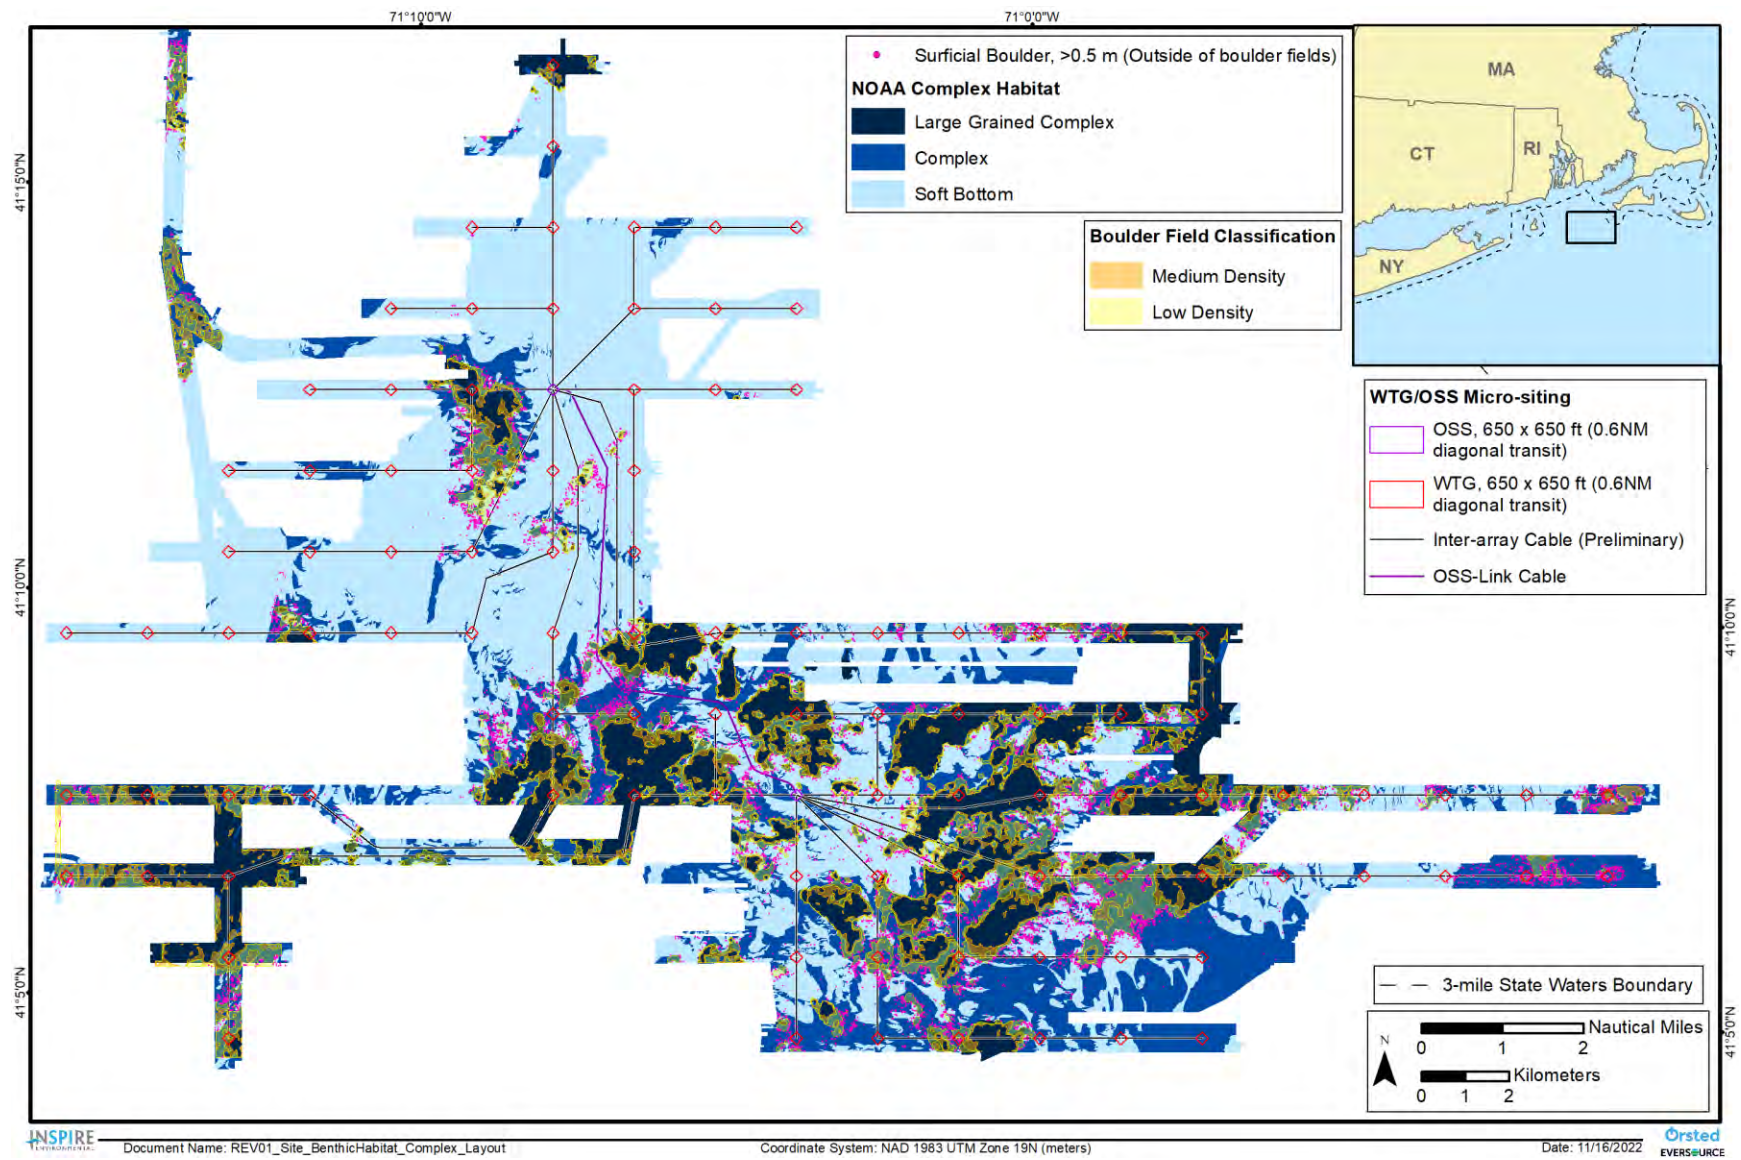 71°10'0"W
71°0'0"W
Surficial Boulder, >0.5 m (Outside of boulder fields)
NOAA Complex Habitat
Large Grained Complex
Complex
Soft Bottom
Boulder Field Classification
Medium Density
Low Density
MA
CT
RI
NY
WTG/OSS Micro-siting
OSS, 650 x 650 ft (0.6NM
diagonal transit)
WTG, 650 x 650 ft (0.6NM
diagonal transit)
Inter-array Cable (Preliminary)
OSS-Link Cable
41°15'0"N
41°10'0"N
41°5'0"N
41°10'0"N
41°5'0"N
3-mile State Waters Boundary
N
Nautical Miles
0 1 2
Kilometers
0 1 2
INSPIRE
ENVIRONMENTAL
Document Name: REV01_Site_BenthicHabitat_Complex_Layout
Coordinate System: NAD 1983 UTM Zone 19N (meters)
Date: 11/16/2022
Orsted
EVERSOURCE